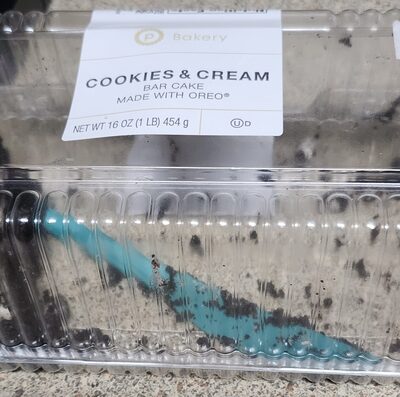 P Bakery
COOKIES & CREAM
BAR CAKE
MADE WITH OREO®
NET WT 16 OZ (1 LB) 454 g
U D